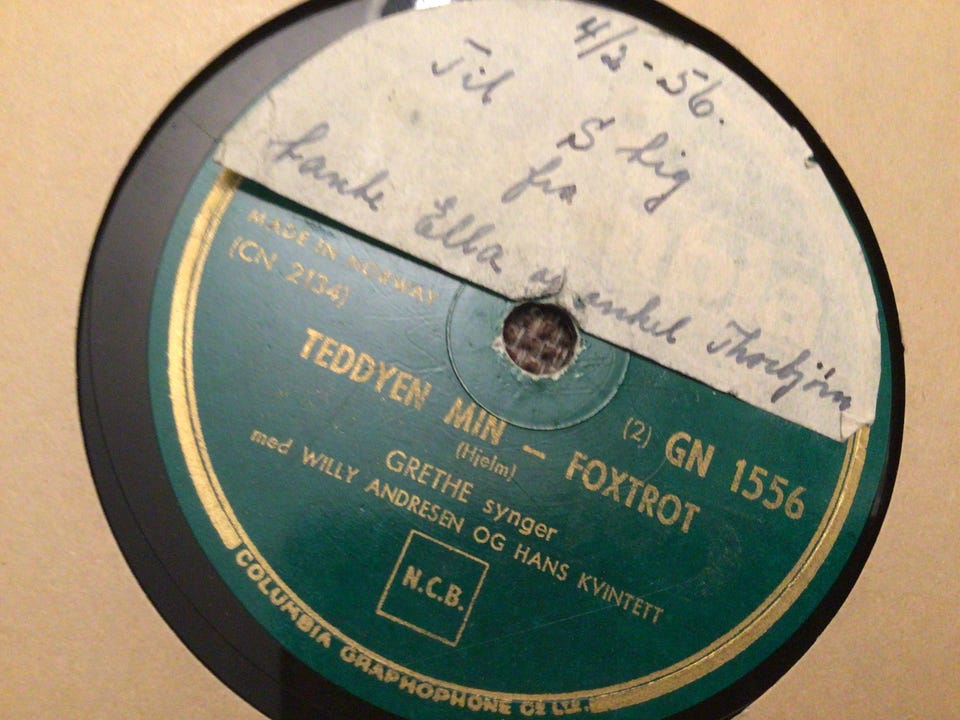 4/2-56.
Til
Stig
fra
tante Ella og onkel Thorbjørn
MADE IN NORWAY
(CN 2134)
TEDDYEN MIN - FOXTROT
(Hjelm)
(2) GN 1556
GRETHE synger
med WILLY ANDRESEN OG HANS KVINTETT
N.C.B.
COLUMBIA GRAPHOPHONE Co LTD.